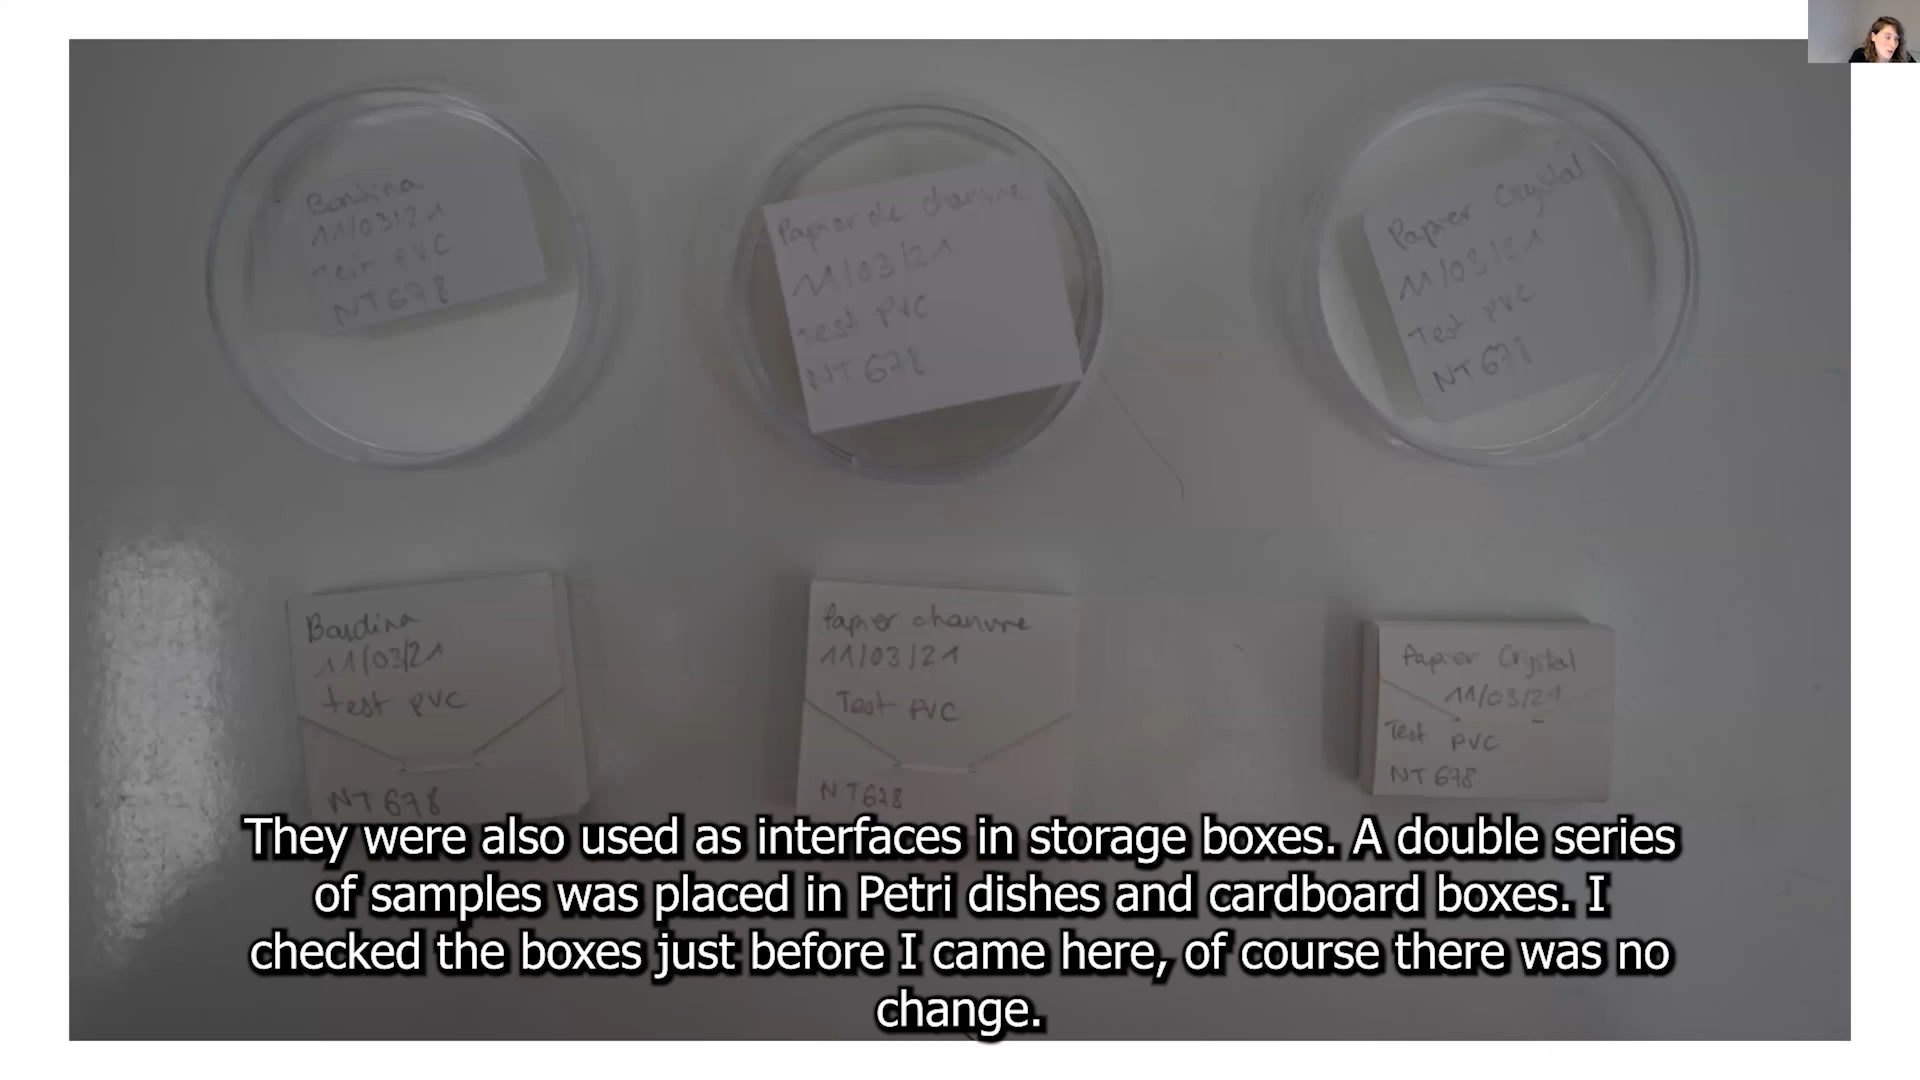 Bondina
11/03/21
Test PVC
NT678
Papier de chanvre
11/03/21
Test PVC
NT678
Papier Crystal
11/03/21
Test PVC
NT678
Bondina
11/03/21
test PVC
NT678
Papier chanvre
11/03/21
Test PVC
NT678
Papier Crystal
11/03/21
Test PVC
NT678
They were also used as interfaces in storage boxes. A double series
of samples was placed in Petri dishes and cardboard boxes. I
checked the boxes just before I came here, of course there was no
change.